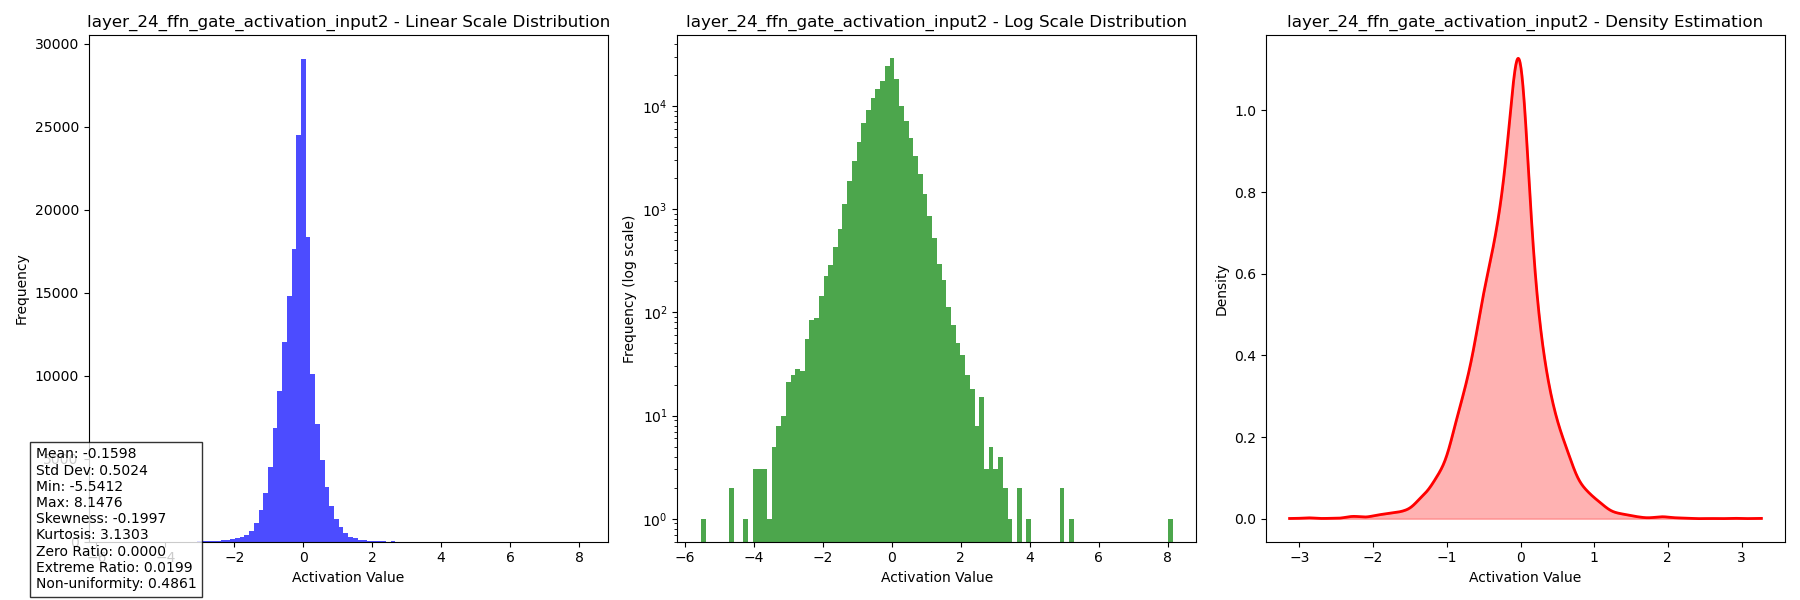 layer_24_ffn_gate_activation_input2 - Linear Scale Distribution
30000
25000
20000
15000
10000
5000
Frequency
−2
0
2
4
6
8
Activation Value
Mean: -0.1598
Std Dev: 0.5024
Min: -5.5412
Max: 8.1476
Skewness: -0.1997
Kurtosis: 3.1303
Zero Ratio: 0.0000
Extreme Ratio: 0.0199
Non-uniformity: 0.4861
layer_24_ffn_gate_activation_input2 - Log Scale Distribution
10⁴
10³
10²
10¹
10⁰
Frequency (log scale)
−6
−4
−2
0
2
4
6
8
Activation Value
layer_24_ffn_gate_activation_input2 - Density Estimation
1.0
0.8
0.6
0.4
0.2
0.0
Density
−3
−2
−1
0
1
2
3
Activation Value